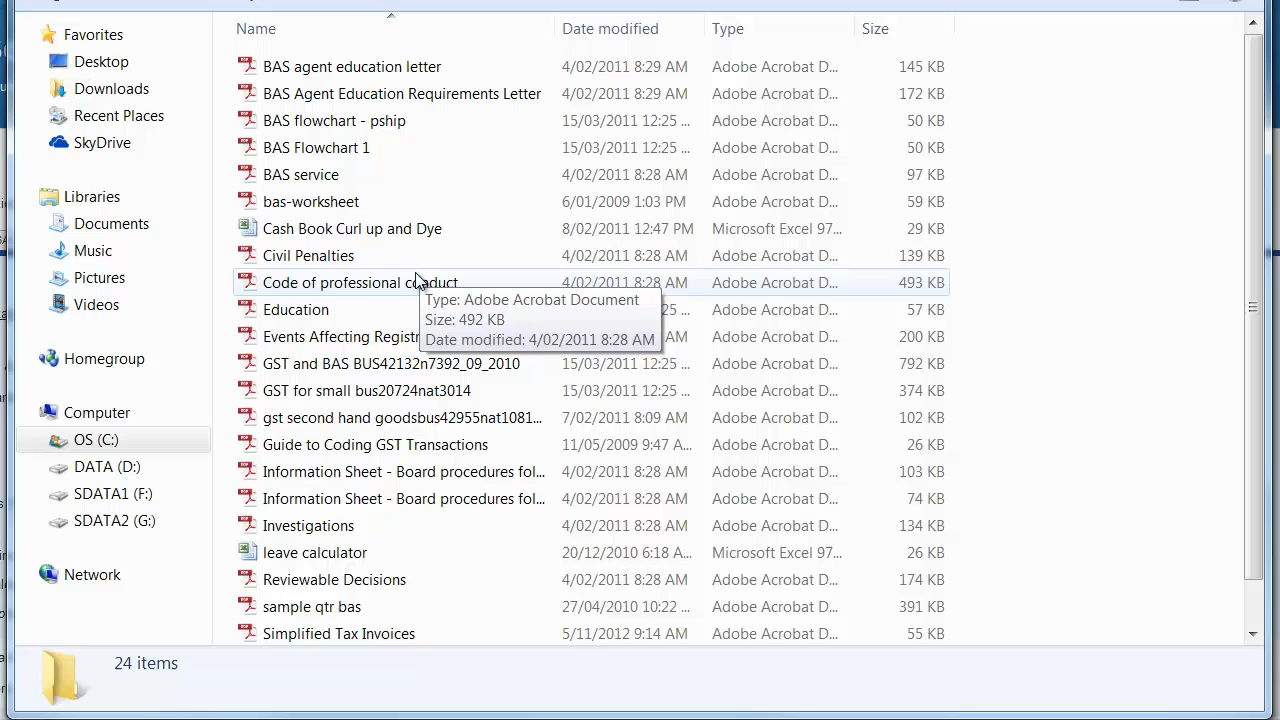 Name Date modified Type Size
Favorites
Desktop
Downloads
Recent Places
SkyDrive
Libraries
Documents
Music
Pictures
Videos
Homegroup
Computer
OS (C:)
DATA (D:)
SDATA1 (F:)
SDATA2 (G:)
Network
BAS agent education letter 4/02/2011 8:29 AM Adobe Acrobat D... 145 KB
BAS Agent Education Requirements Letter 4/02/2011 8:29 AM Adobe Acrobat D... 172 KB
BAS flowchart - pship 15/03/2011 12:25 ... Adobe Acrobat D... 50 KB
BAS Flowchart 1 15/03/2011 12:25 ... Adobe Acrobat D... 50 KB
BAS service 4/02/2011 8:28 AM Adobe Acrobat D... 97 KB
bas-worksheet 6/01/2009 1:03 PM Adobe Acrobat D... 59 KB
Cash Book Curl up and Dye 8/02/2011 12:47 PM Microsoft Excel 97... 29 KB
Civil Penalties 4/02/2011 8:28 AM Adobe Acrobat D... 139 KB
Code of professional conduct 4/02/2011 8:28 AM Adobe Acrobat D... 493 KB
Type: Adobe Acrobat Document
Size: 492 KB
Date modified: 4/02/2011 8:28 AM
Education 25 ... Adobe Acrobat D... 57 KB
Events Affecting Registr AM Adobe Acrobat D... 200 KB
GST and BAS BUS42132n7392_09_2010 15/03/2011 12:25 ... Adobe Acrobat D... 792 KB
GST for small bus20724nat3014 15/03/2011 12:25 ... Adobe Acrobat D... 374 KB
gst second hand goodsbus42955nat1081... 7/02/2011 8:09 AM Adobe Acrobat D... 102 KB
Guide to Coding GST Transactions 11/05/2009 9:47 A... Adobe Acrobat D... 26 KB
Information Sheet - Board procedures fol... 4/02/2011 8:28 AM Adobe Acrobat D... 103 KB
Information Sheet - Board procedures fol... 4/02/2011 8:28 AM Adobe Acrobat D... 74 KB
Investigations 4/02/2011 8:28 AM Adobe Acrobat D... 134 KB
leave calculator 20/12/2010 6:18 A... Microsoft Excel 97... 26 KB
Reviewable Decisions 4/02/2011 8:28 AM Adobe Acrobat D... 174 KB
sample qtr bas 27/04/2010 10:22 ... Adobe Acrobat D... 391 KB
Simplified Tax Invoices 5/11/2012 9:14 AM Adobe Acrobat D... 55 KB
24 items